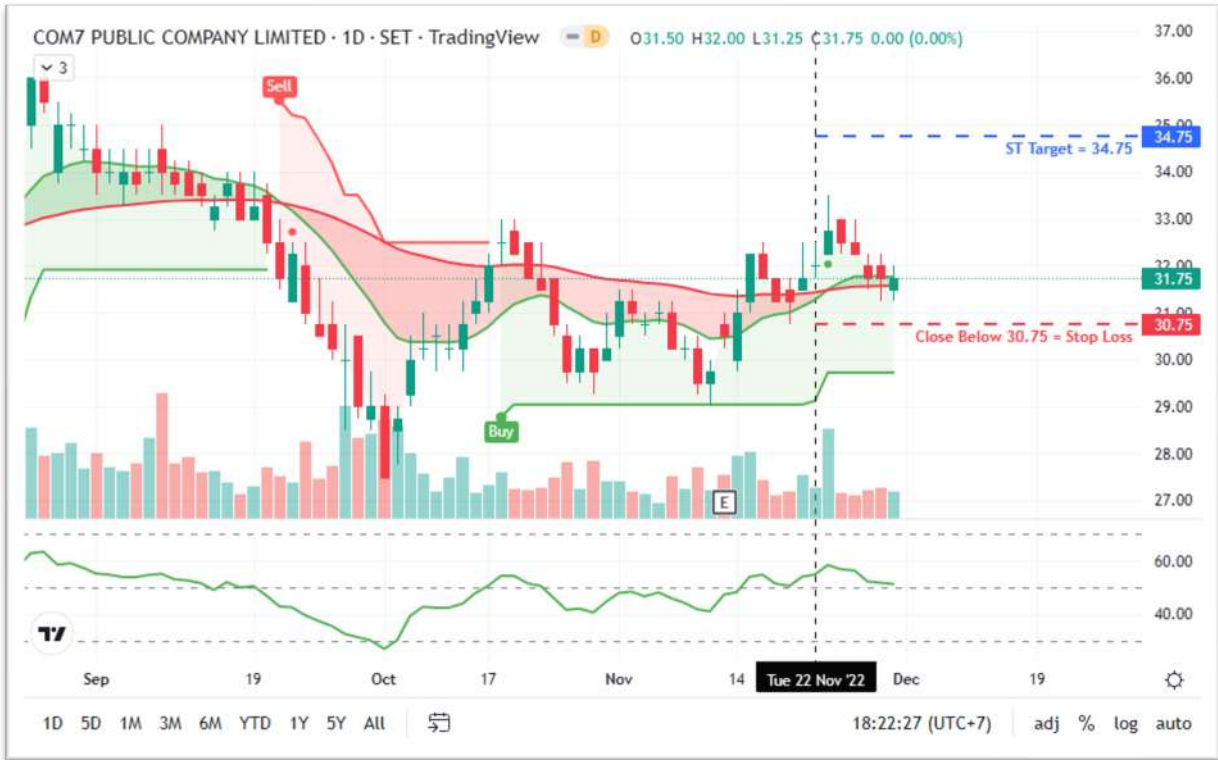 COM7 PUBLIC COMPANY LIMITED · 1D · SET · TradingView D O31.50 H32.00 L31.25 C31.75 0.00 (0.00%)
3
Sell
Buy
E
ST Target = 34.75
Close Below 30.75 = Stop Loss
37.00
36.00
35.00
34.75
34.00
33.00
32.00
31.75
31.00
30.75
30.00
29.00
28.00
27.00
60.00
40.00
Sep 19 Oct 17 Nov 14 Tue 22 Nov '22 Dec 19
1D 5D 1M 3M 6M YTD 1Y 5Y All 18:22:27 (UTC+7) adj % log auto